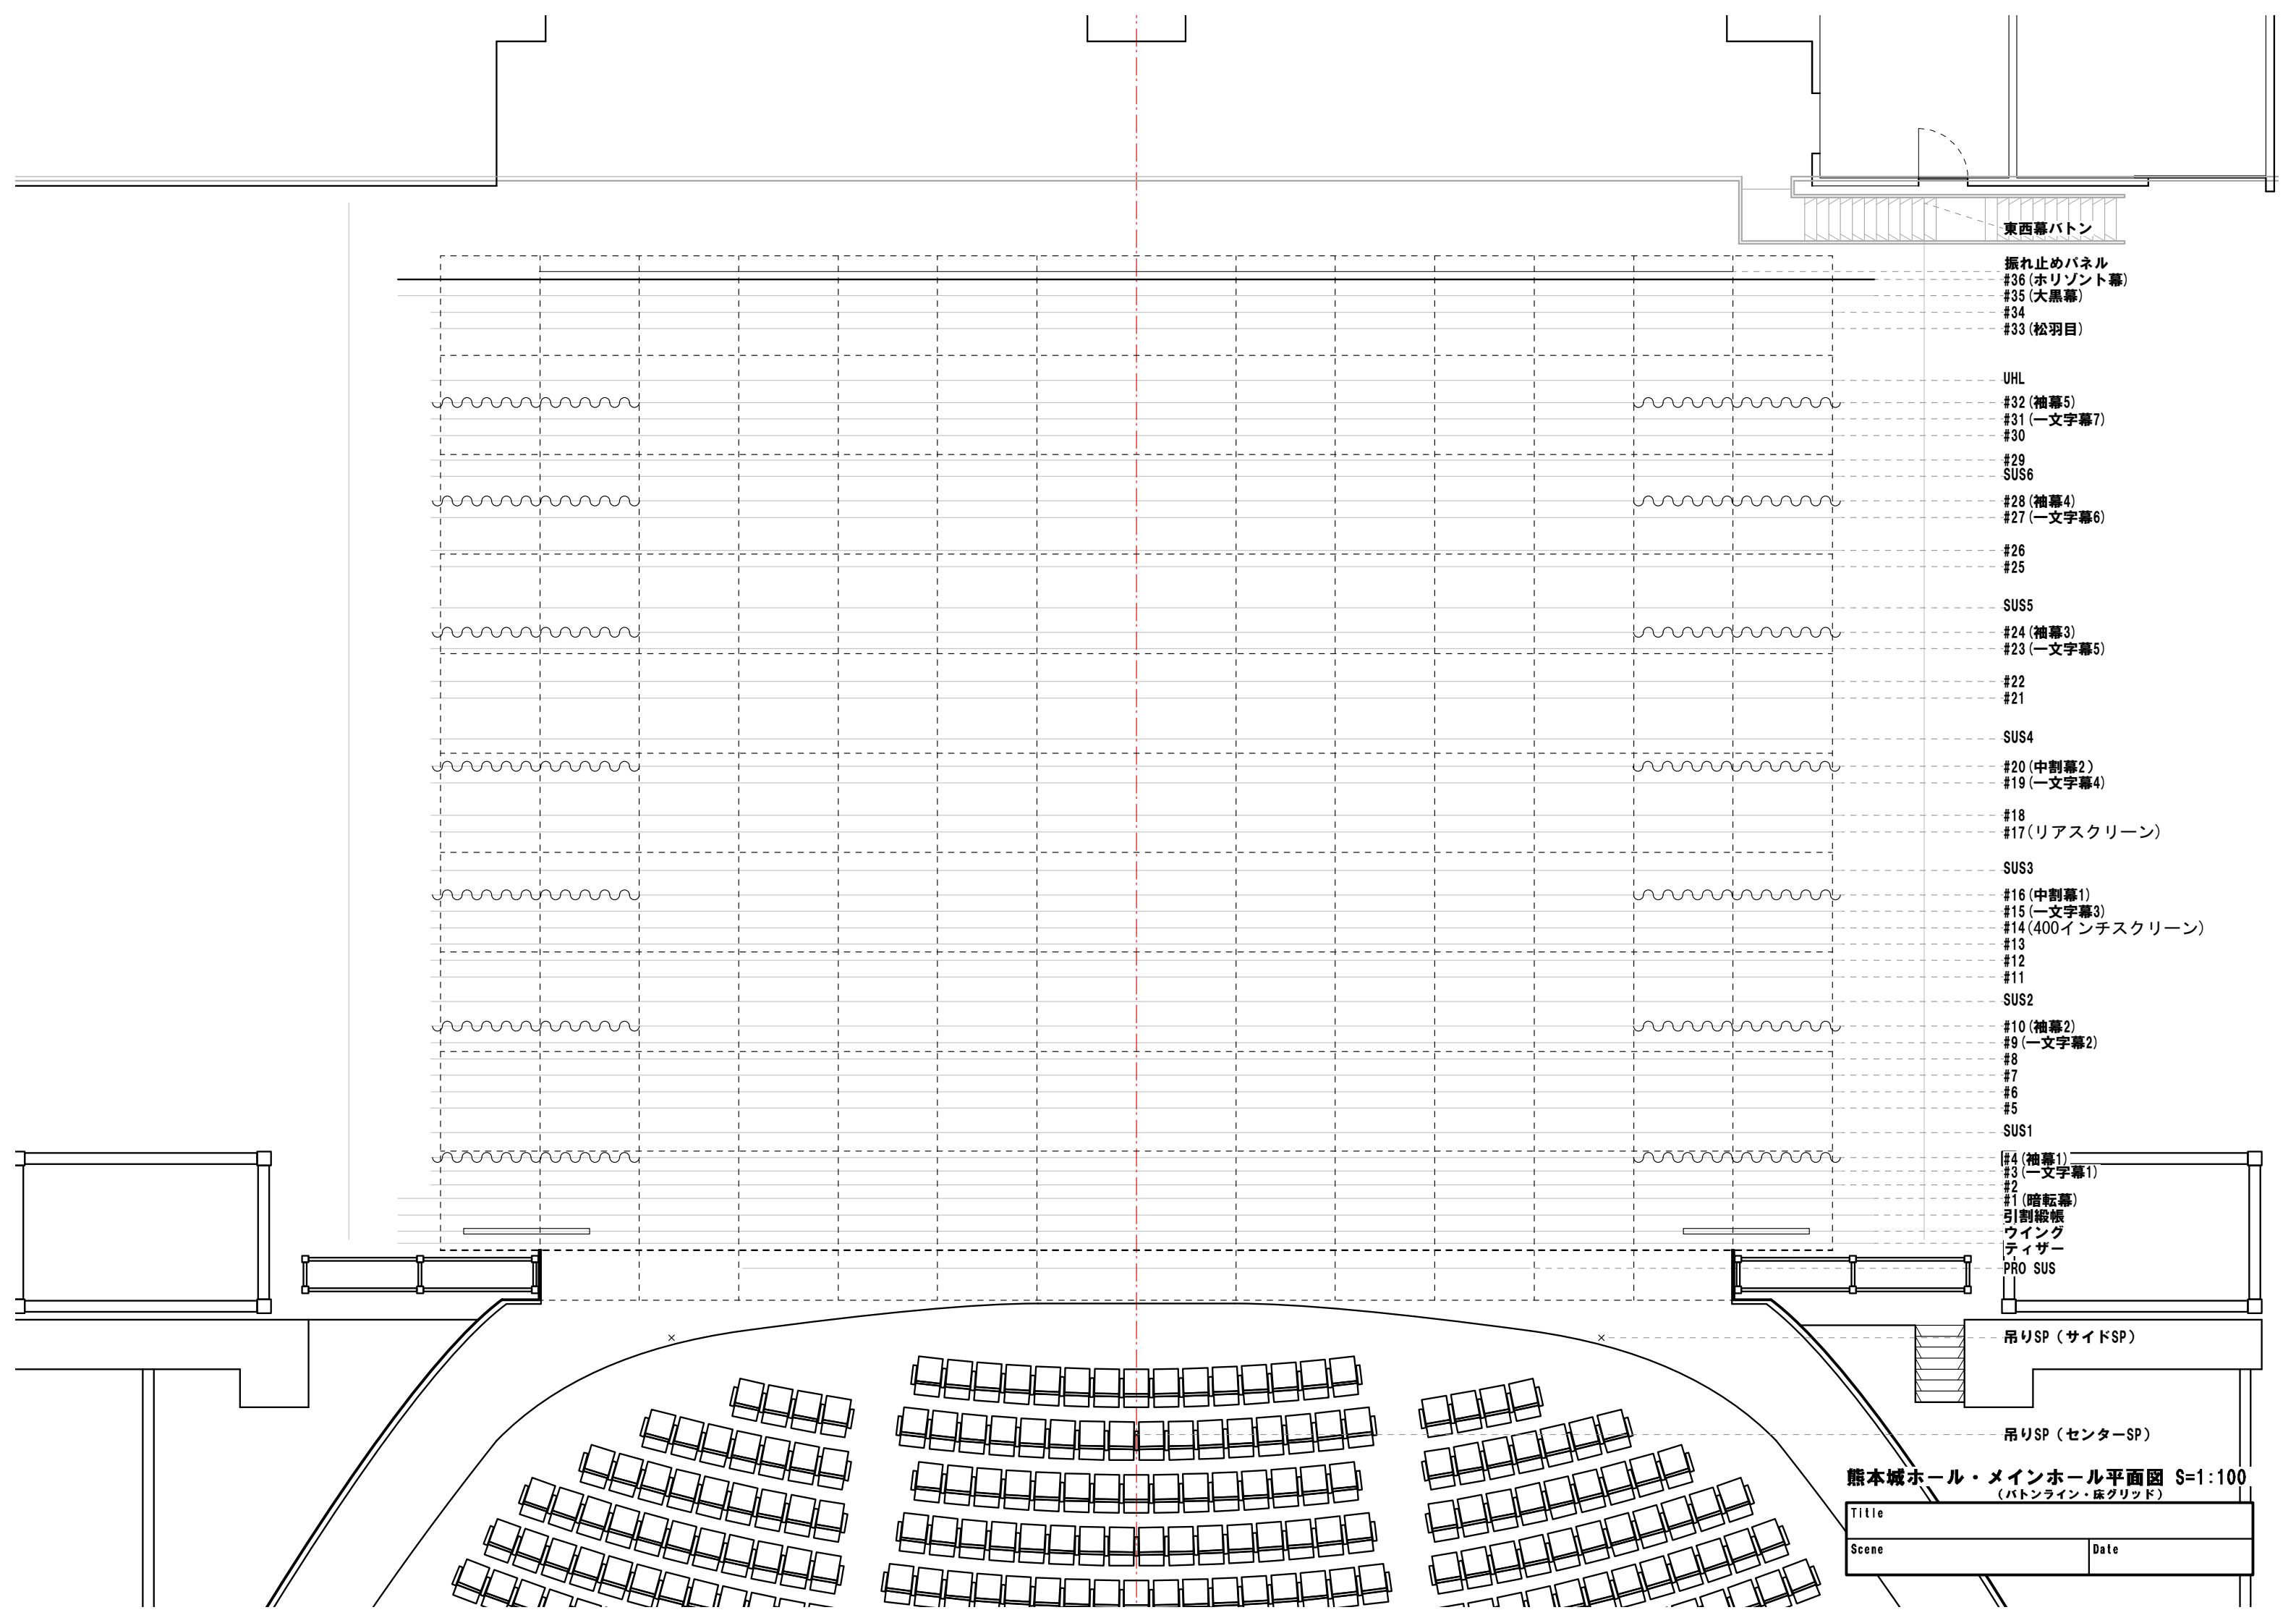 東西幕バトン
振れ止めパネル
#36(ホリゾント幕)
#35(大黒幕)
#34
#33(松羽目)
UHL
#32(袖幕5)
#31(一文字幕7)
#30
#29
SUS6
#28(袖幕4)
#27(一文字幕6)
#26
#25
SUS5
#24(袖幕3)
#23(一文字幕5)
#22
#21
SUS4
#20(中割幕2)
#19(一文字幕4)
#18
#17(リアスクリーン)
SUS3
#16(中割幕1)
#15(一文字幕3)
#14(400インチスクリーン)
#13
#12
#11
SUS2
#10(袖幕2)
#9(一文字幕2)
#8
#7
#6
#5
SUS1
#4(袖幕1)
#3(一文字幕1)
#2
#1(暗転幕)
引割緞帳
ウイング
ティザー
PRO SUS
吊りSP(サイドSP)
吊りSP(センターSP)
熊本城ホール・メインホール平面図 S=1:100
(バトンライン・床グリッド)
Title
Scene
Date